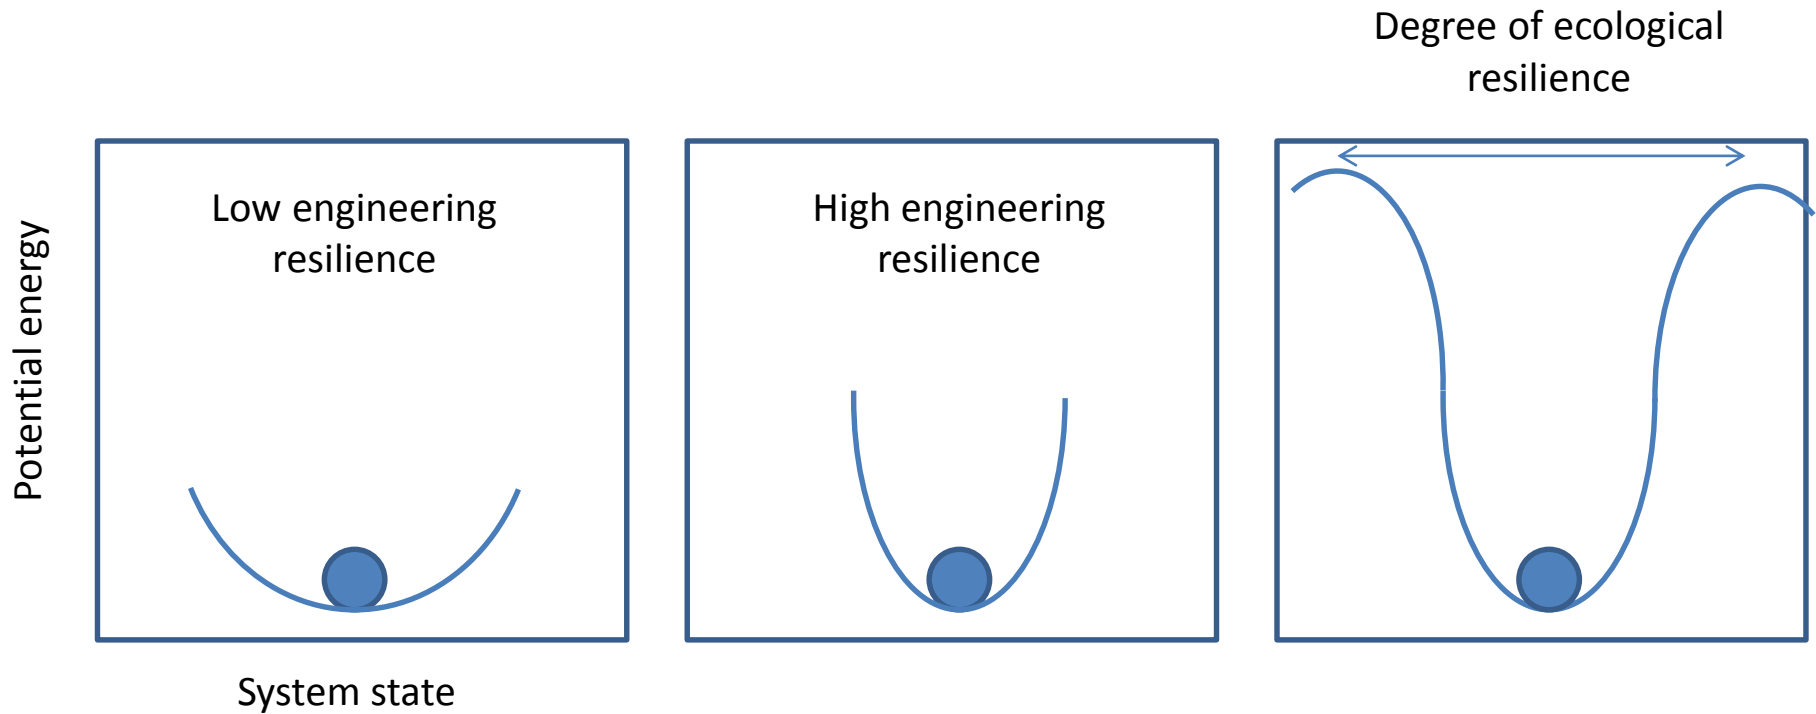 Degree of ecological
resilience
Low engineering
resilience
High engineering
resilience
Potential energy
System state